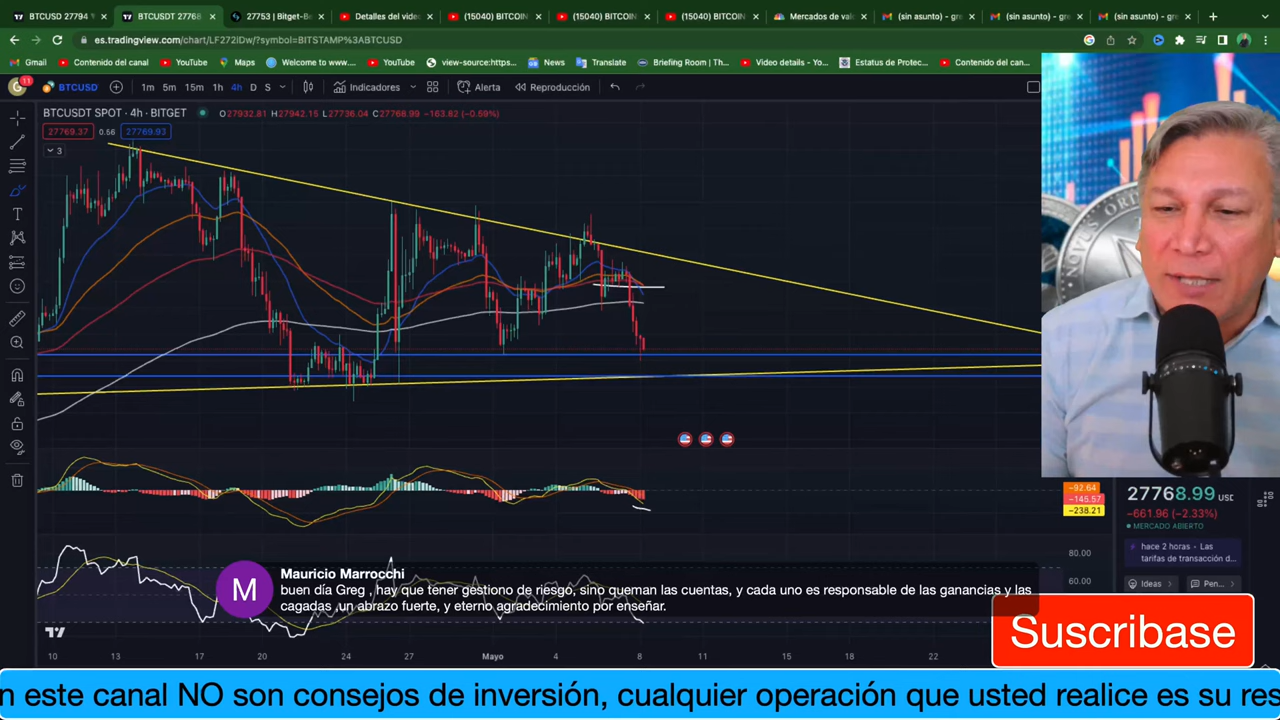 BTCUSD 27794
BTCUSDT 27768
27753 | Bitget-B
Detalles del vídeo
(15040) BITCOIN
(15040) BITCOIN
(15040) BITCOIN
Mercados de val
(sin asunto) - gre
(sin asunto) - gre
(sin asunto) - gre
es.tradingview.com/chart/LF272IDw/?symbol=BITSTAMP%3ABTCUSD
Gmail
Contenido del canal
YouTube
Maps
Welcome to www....
YouTube
view-source:https...
News
Translate
Briefing Room | Th...
Video details - Yo...
Estatus de Protec...
Contenido del can...
G 11
BTCUSD
1m 5m 15m 1h 4h D S
Indicadores
Alerta
Reproducción
BTCUSDT SPOT · 4h · BITGET
O27932.81 H27942.15 L27736.04 C27768.99 −163.82 (−0.59%)
27769.37 0.56 27769.93
3
−92.64
−145.57
−238.21
27768.99 USD
−661.96 (−2.33%)
MERCADO ABIERTO
hace 2 horas - Las
tarifas de transacción d...
80.00
60.00
Ideas
Pen...
M
Mauricio Marrocchi
buen día Greg , hay que tener gestiono de riesgo, sino queman las cuentas, y cada uno es responsable de las ganancias y las
cagadas ,un abrazo fuerte, y eterno agradecimiento por enseñar.
Suscribase
10 13 17 20 24 27 Mayo 4 8 11 15 18 22
n este canal NO son consejos de inversión, cualquier operación que usted realice es su res